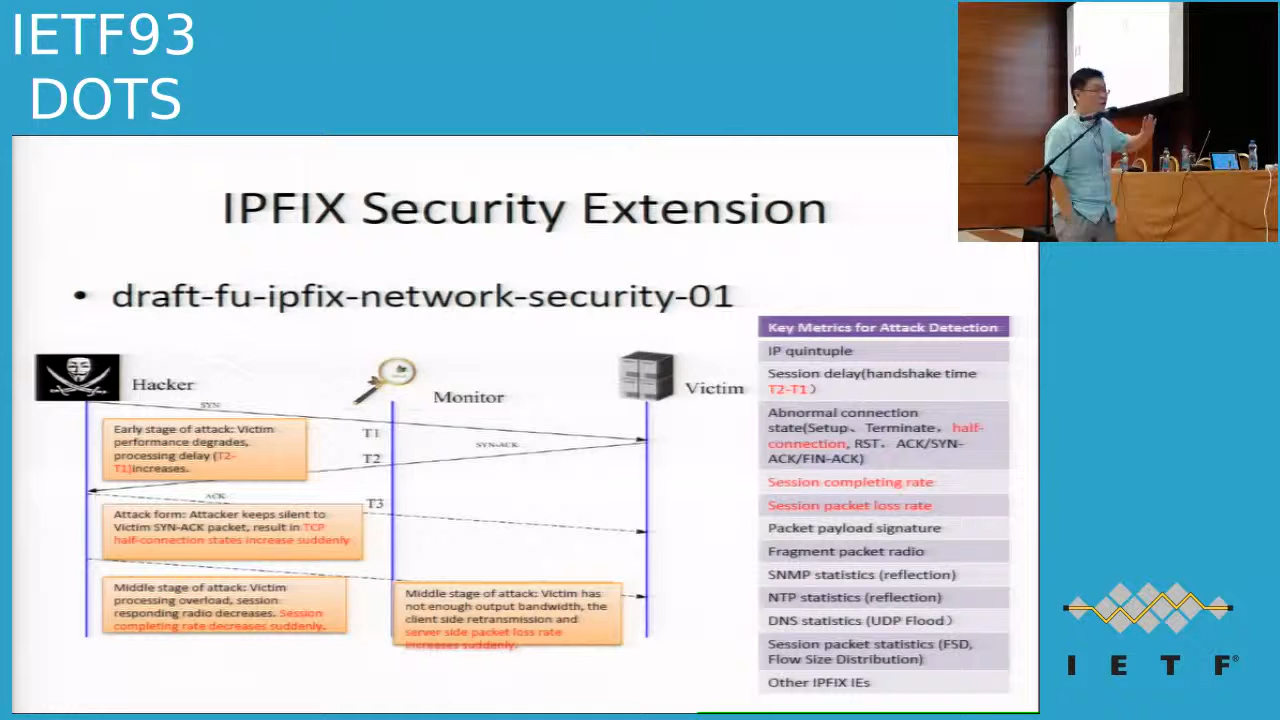 IETF93
DOTS
IPFIX Security Extension
• draft-fu-ipfix-network-security-01
Hacker
Monitor
Victim
SYN
T1
SYN-ACK
T2
ACK
T3
Early stage of attack: Victim
performance degrades,
processing delay (T2-
T1)increases.
Attack form: Attacker keeps silent to
Victim SYN-ACK packet, result in TCP
half-connection states increase suddenly
Middle stage of attack: Victim
processing overload, session
responding radio decreases. Session
completing rate decreases suddenly.
Middle stage of attack: Victim has
not enough output bandwidth, the
client side retransmission and
server side packet loss rate
increases suddenly.
Key Metrics for Attack Detection
IP quintuple
Session delay(handshake time
T2-T1）
Abnormal connection
state(Setup、Terminate，half-
connection, RST、ACK/SYN-
ACK/FIN-ACK)
Session completing rate
Session packet loss rate
Packet payload signature
Fragment packet radio
SNMP statistics (reflection)
NTP statistics (reflection)
DNS statistics (UDP Flood）
Session packet statistics (FSD,
Flow Size Distribution)
Other IPFIX IEs
I E T F®